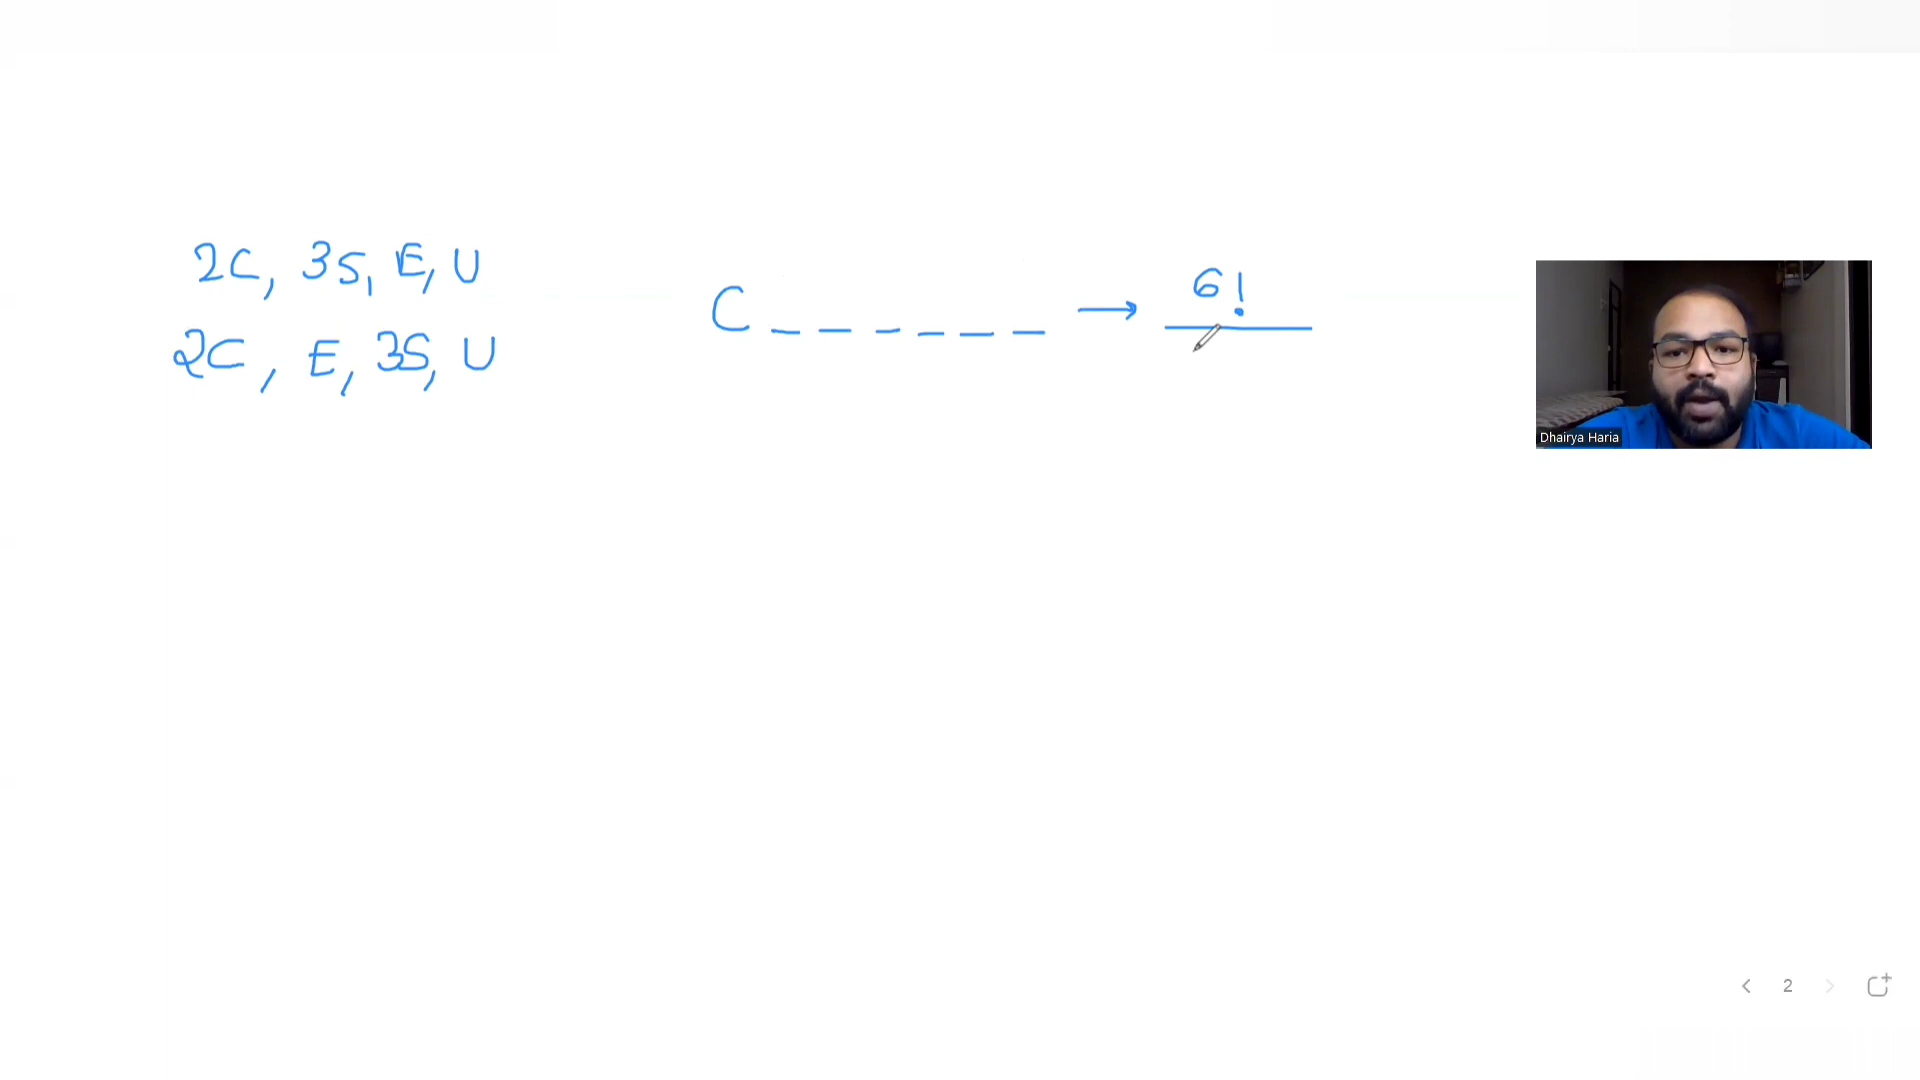 2C, 3S, E, U
2C, E, 3S, U
C _ _ _ _ _ _ → 6!
Dhairya Haria
2